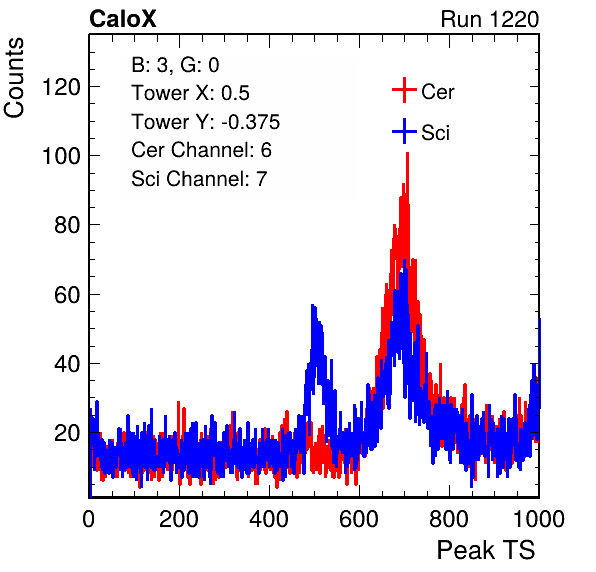 CaloX Run 1220
Counts
B: 3, G: 0
Tower X: 0.5
Tower Y: -0.375
Cer Channel: 6
Sci Channel: 7
Cer
Sci
120
100
80
60
40
20
0 200 400 600 800 1000
Peak TS